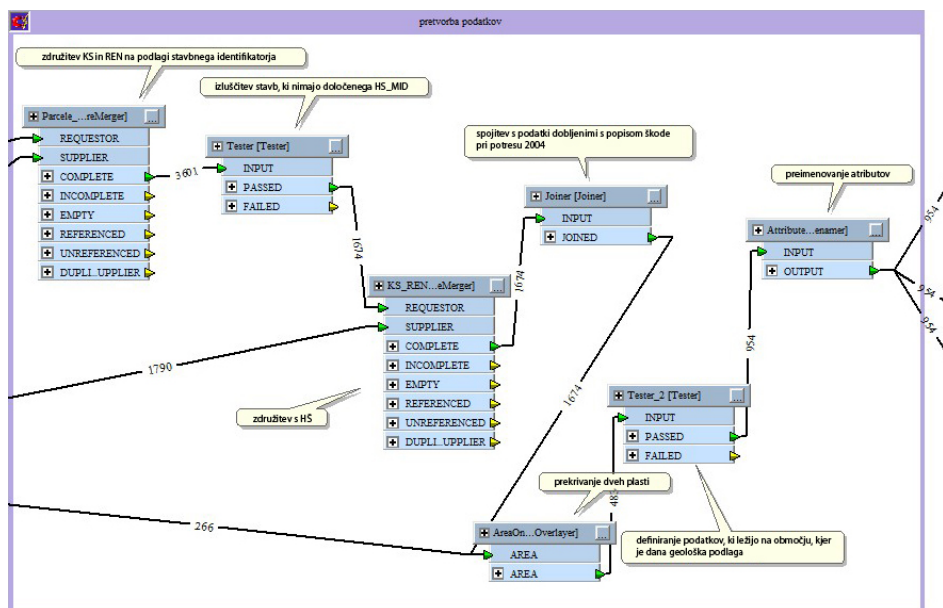 pretvorba podatkov
združitev KS in REN na podlagi stavbnega identifikatorja
izluščitev stavb, ki nimajo določenega HS_MID
Parcele_...reMerger]
REQUESTOR
SUPPLIER
COMPLETE
INCOMPLETE
EMPTY
REFERENCED
UNREFERENCED
DUPLI..UPPLIER
3601
Tester [Tester]
INPUT
PASSED
FAILED
1674
spojitev s podatki dobljenimi s popisom škode
pri potresu 2004
Joiner [Joiner]
INPUT
JOINED
1674
preimenovanje atributov
Attribute...enamer]
INPUT
OUTPUT
954
954
954
KS_REN...eMerger]
REQUESTOR
SUPPLIER
COMPLETE
INCOMPLETE
EMPTY
REFERENCED
UNREFERENCED
DUPLI..UPPLIER
1790
združitev s HŠ
1674
954
Tester_2 [Tester]
INPUT
PASSED
FAILED
prekrivanje dveh plasti
266
AreaOn...Overlayer]
AREA
AREA
definiranje podatkov, ki ležijo na območju, kjer
je dana geološka podlaga